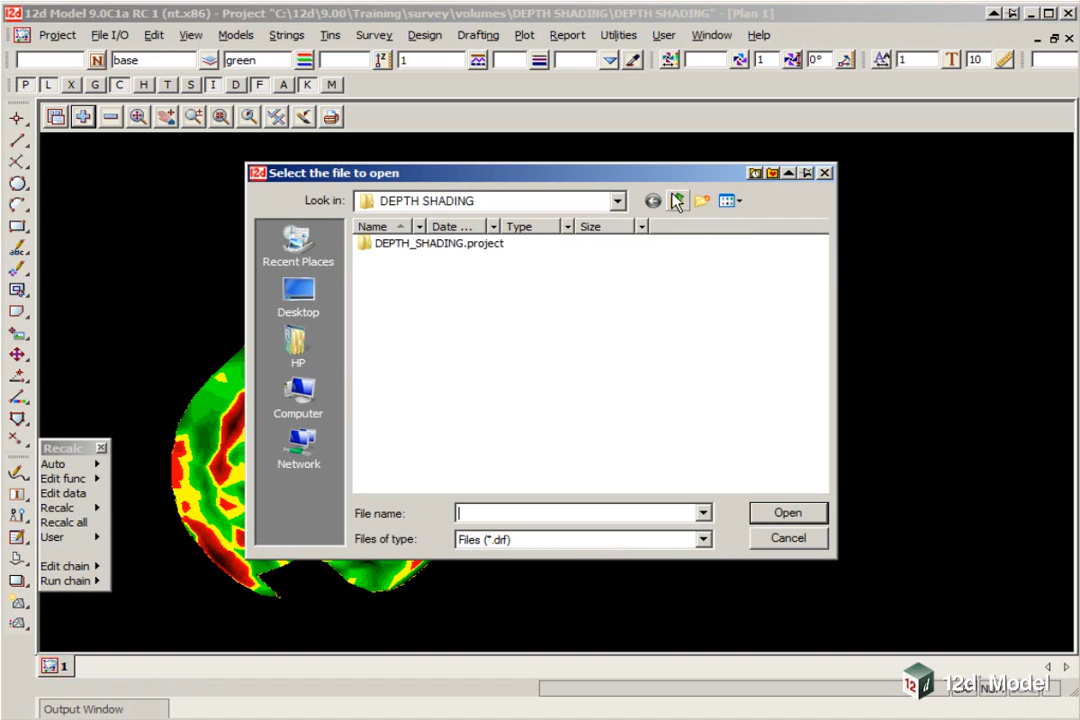 12d Model 9.0C1a RC 1 (nt.x86) - Project "C:\12d\9.00\Training\survey\volumes\DEPTH SHADING\DEPTH SHADING" - [Plan 1]
Project File I/O Edit View Models Strings Tins Survey Design Drafting Plot Report Utilities User Window Help
N base green 1 1 0° 1 T 10
P L X G C H T S I D F A K M
12d Select the file to open
Look in: DEPTH SHADING
Name Date ... Type Size
DEPTH_SHADING.project
Recent Places
Desktop
HP
Computer
Network
File name:
Open
Files of type: Files (*.drf)
Cancel
Recalc
Auto
Edit func
Edit data
Recalc
Recalc all
User
Edit chain
Run chain
1
12d Model
Output Window